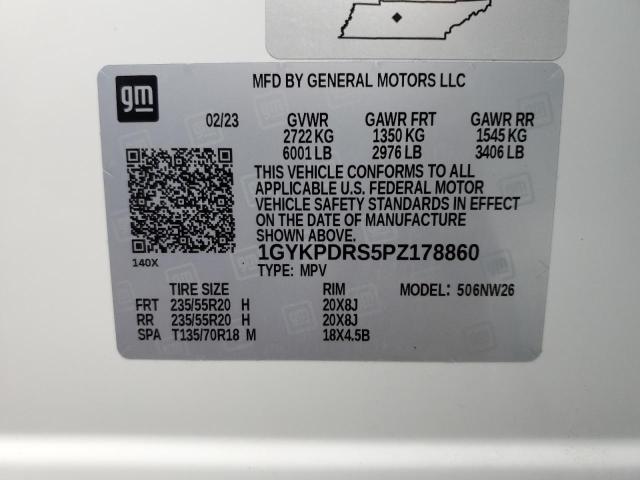 gm
MFD BY GENERAL MOTORS LLC
02/23 GVWR GAWR FRT GAWR RR
2722 KG 1350 KG 1545 KG
6001 LB 2976 LB 3406 LB
THIS VEHICLE CONFORMS TO ALL
APPLICABLE U.S. FEDERAL MOTOR
VEHICLE SAFETY STANDARDS IN EFFECT
ON THE DATE OF MANUFACTURE
SHOWN ABOVE.
140X
1GYKPDRS5PZ178860
TYPE: MPV
TIRE SIZE RIM MODEL: 506NW26
FRT 235/55R20 H 20X8J
RR 235/55R20 H 20X8J
SPA T135/70R18 M 18X4.5B